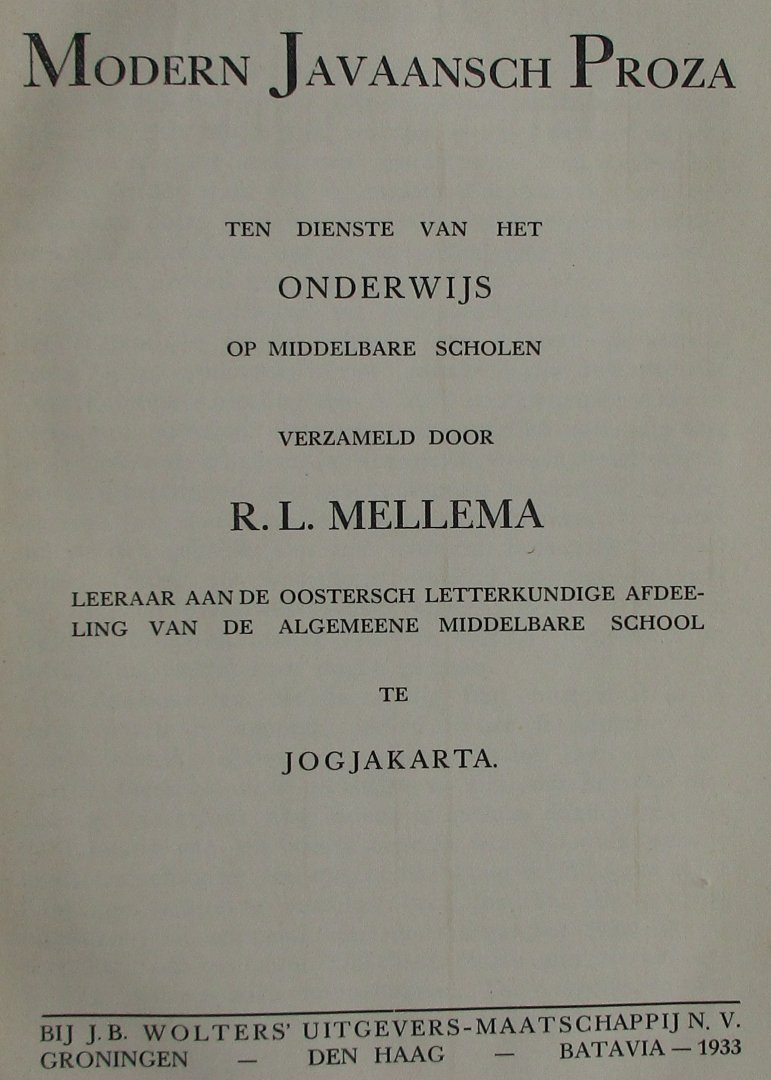 MODERN JAVAANSCH PROZA
TEN DIENSTE VAN HET
ONDERWIJS
OP MIDDELBARE SCHOLEN
VERZAMELD DOOR
R. L. MELLEMA
LEERAAR AAN DE OOSTERSCH LETTERKUNDIGE AFDEE-
LING VAN DE ALGEMEENE MIDDELBARE SCHOOL
TE
JOGJAKARTA.
BIJ J. B. WOLTERS' UITGEVERS-MAATSCHAPPIJ N. V.
GRONINGEN — DEN HAAG — BATAVIA — 1933